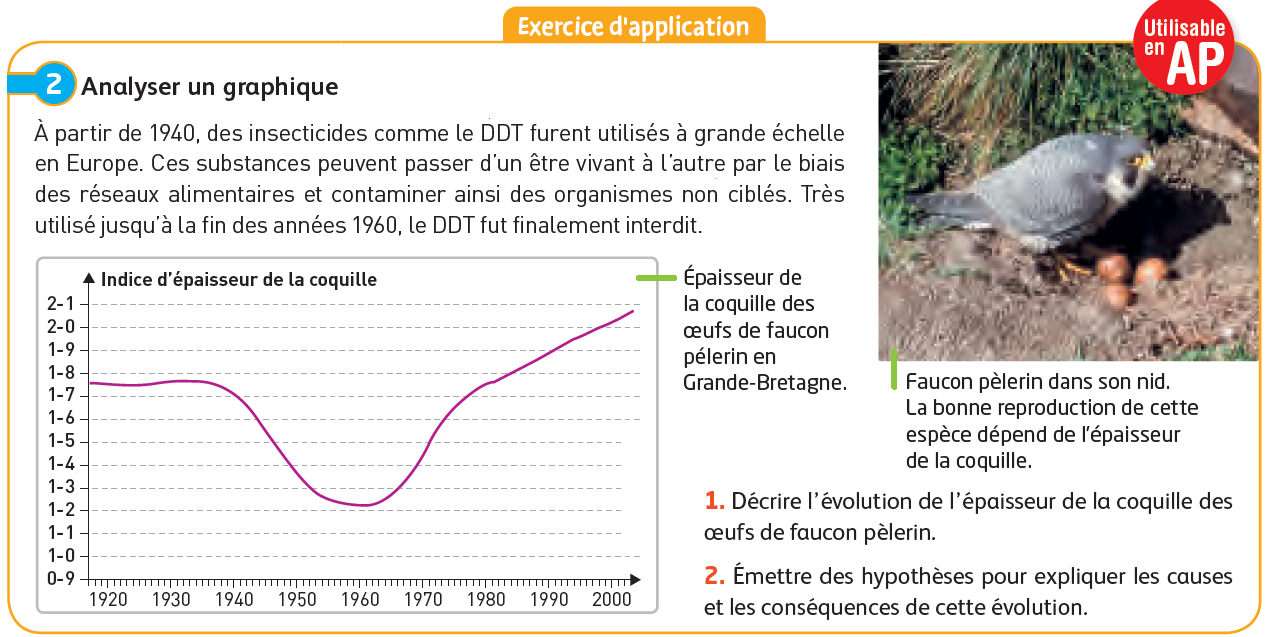 Exercice d'application
Utilisable
en
AP
2 Analyser un graphique
À partir de 1940, des insecticides comme le DDT furent utilisés à grande échelle
en Europe. Ces substances peuvent passer d'un être vivant à l'autre par le biais
des réseaux alimentaires et contaminer ainsi des organismes non ciblés. Très
utilisé jusqu'à la fin des années 1960, le DDT fut finalement interdit.
Indice d'épaisseur de la coquille
2-1
2-0
1-9
1-8
1-7
1-6
1-5
1-4
1-3
1-2
1-1
1-0
0-9
1920 1930 1940 1950 1960 1970 1980 1990 2000
Épaisseur de
la coquille des
œufs de faucon
pélerin en
Grande-Bretagne.
Faucon pèlerin dans son nid.
La bonne reproduction de cette
espèce dépend de l'épaisseur
de la coquille.
1. Décrire l'évolution de l'épaisseur de la coquille des
œufs de faucon pèlerin.
2. Émettre des hypothèses pour expliquer les causes
et les conséquences de cette évolution.